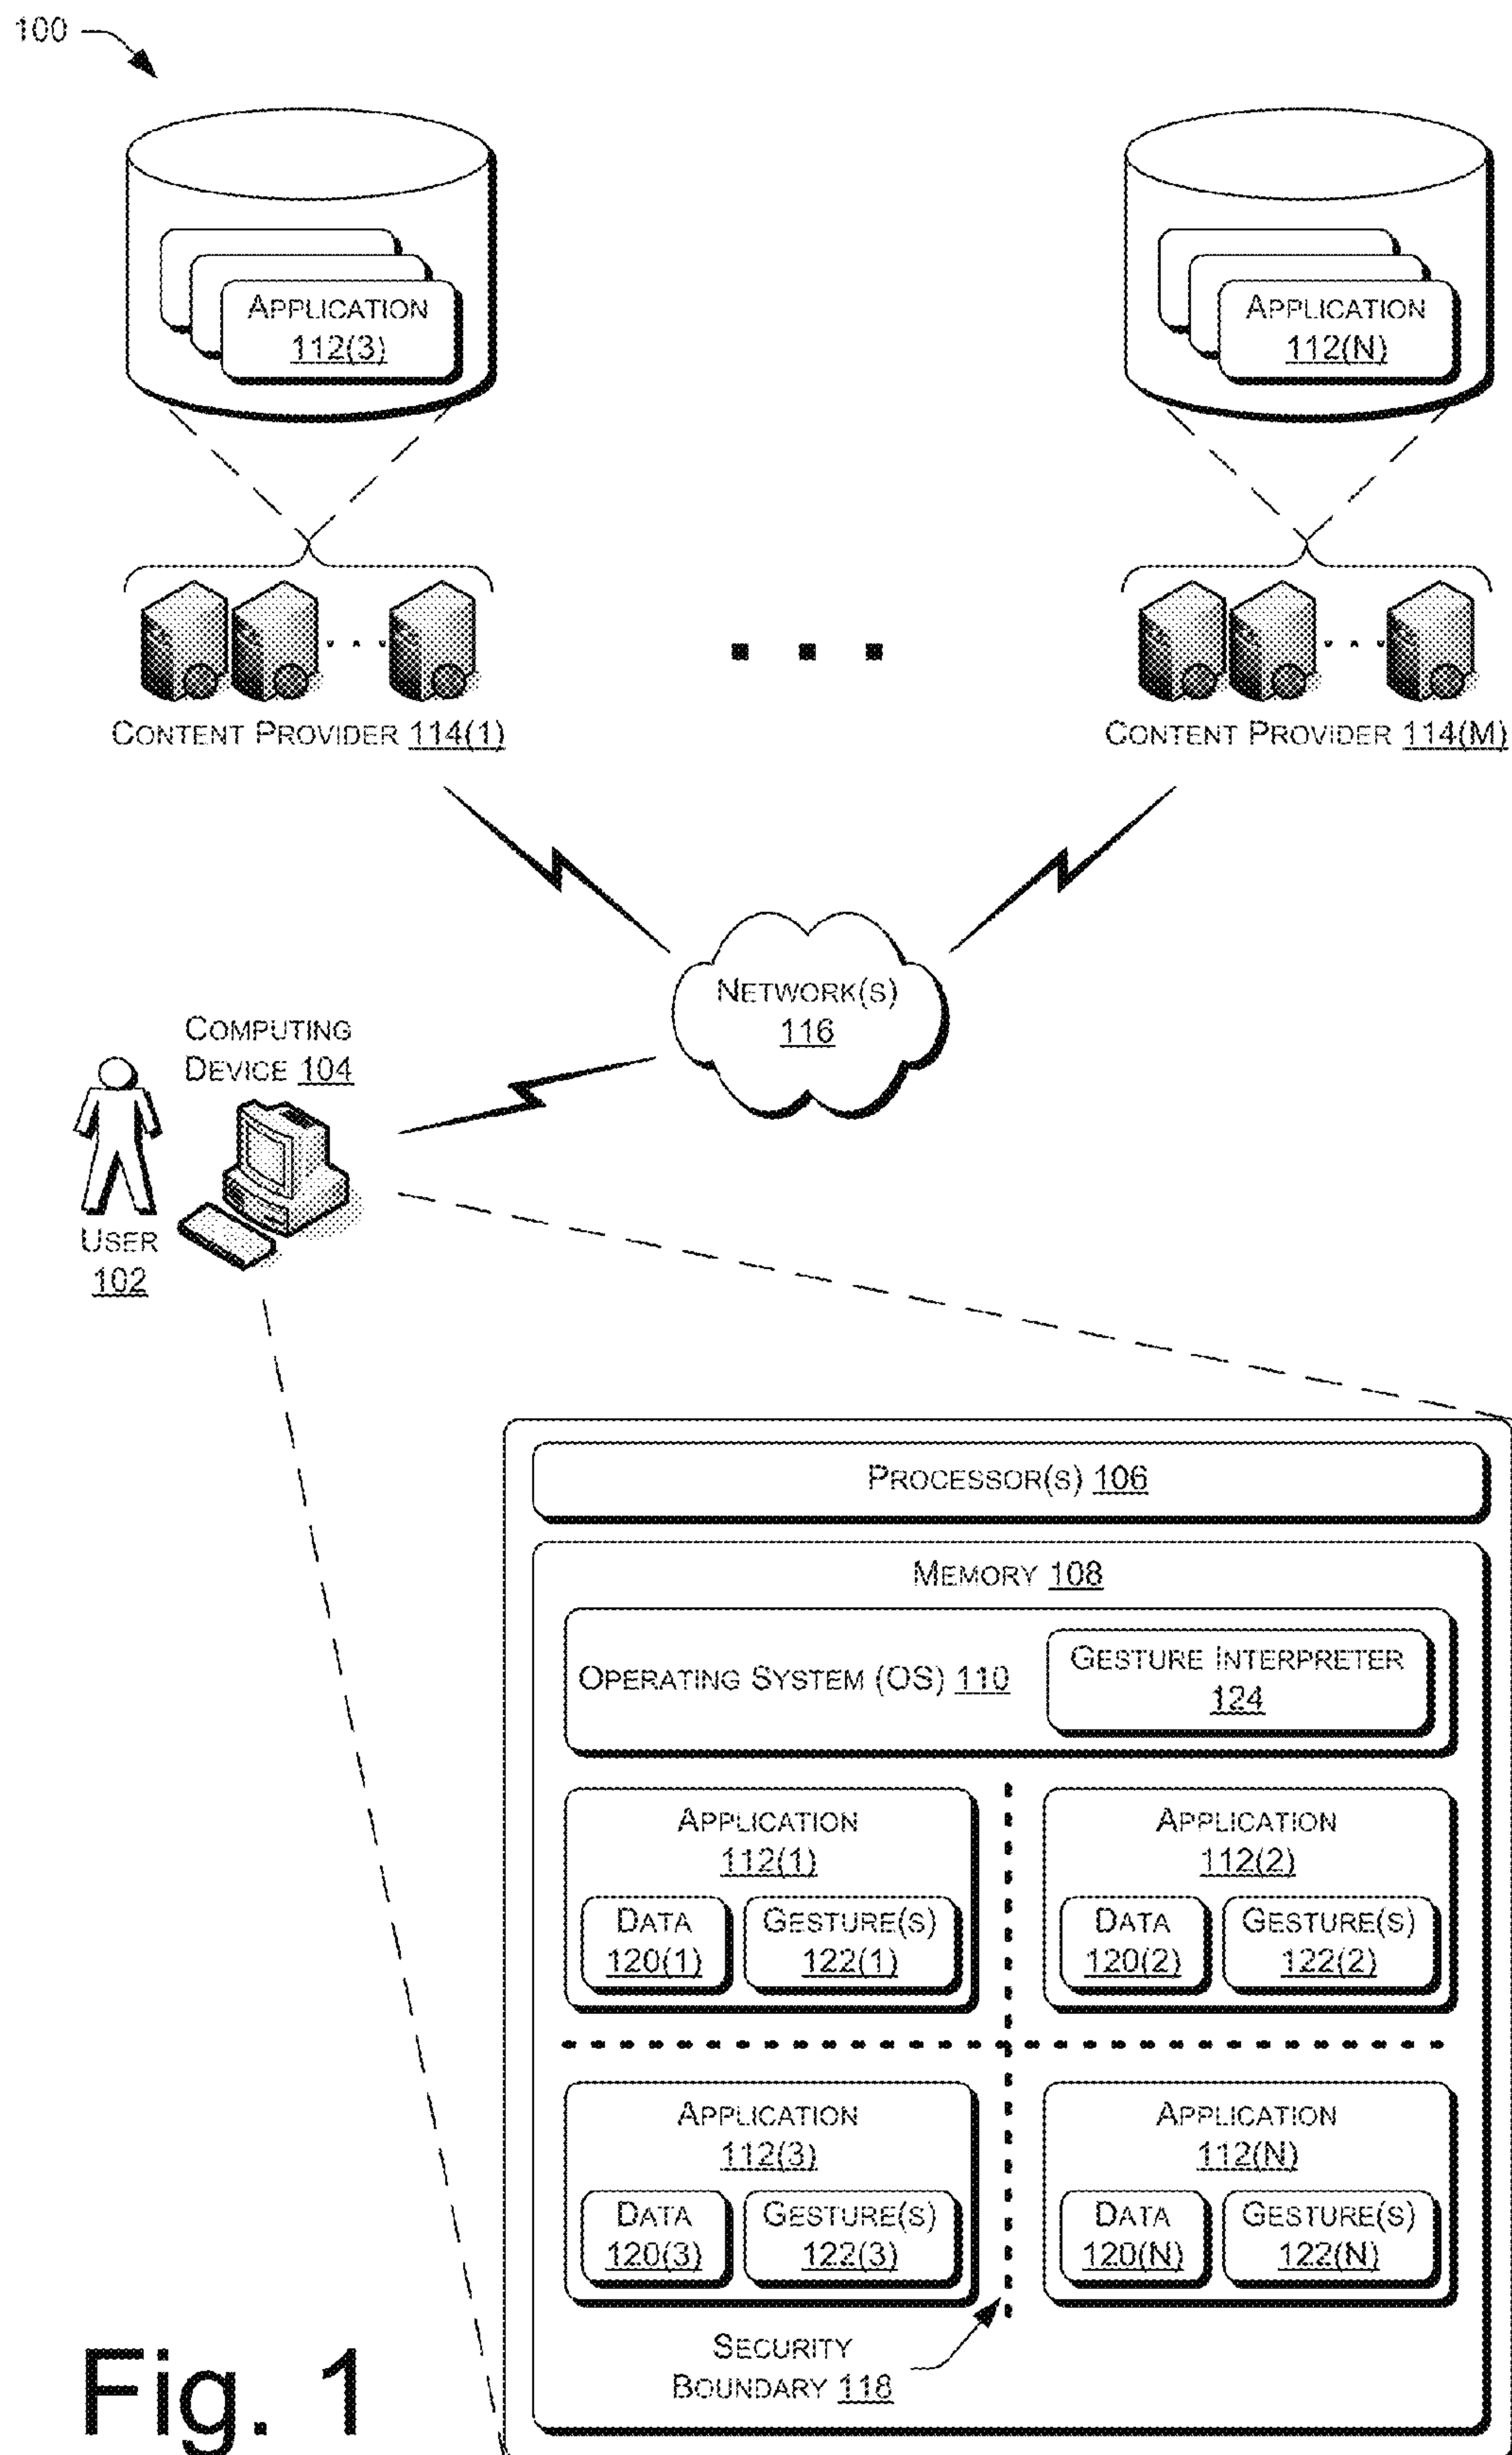 100
APPLICATION
112(3)
APPLICATION
112(N)
CONTENT PROVIDER 114(1)
CONTENT PROVIDER 114(M)
NETWORK(S)
116
COMPUTING
DEVICE 104
USER
102
PROCESSOR(S) 106
MEMORY 108
OPERATING SYSTEM (OS) 110
GESTURE INTERPRETER
124
APPLICATION
112(1)
DATA
120(1)
GESTURE(S)
122(1)
APPLICATION
112(2)
DATA
120(2)
GESTURE(S)
122(2)
APPLICATION
112(3)
DATA
120(3)
GESTURE(S)
122(3)
APPLICATION
112(N)
DATA
120(N)
GESTURE(S)
122(N)
SECURITY
BOUNDARY 118
Fig. 1